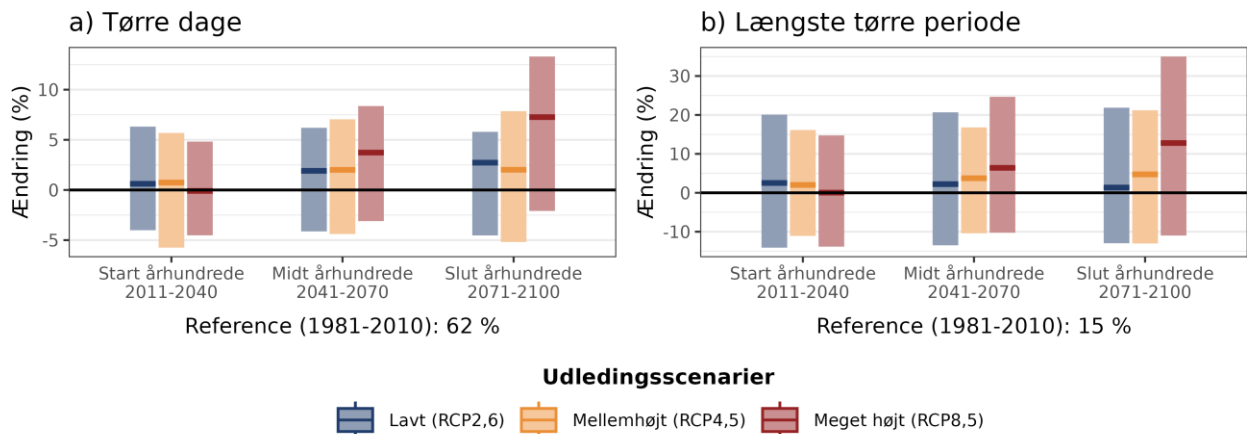 a) Tørre dage
Ændring (%)
10
5
0
-5
Start århundrede
2011-2040
Midt århundrede
2041-2070
Slut århundrede
2071-2100
Reference (1981-2010): 62 %
b) Længste tørre periode
Ændring (%)
30
20
10
0
-10
Start århundrede
2011-2040
Midt århundrede
2041-2070
Slut århundrede
2071-2100
Reference (1981-2010): 15 %
Udledingsscenarier
Lavt (RCP2,6)
Mellemhøjt (RCP4,5)
Meget højt (RCP8,5)